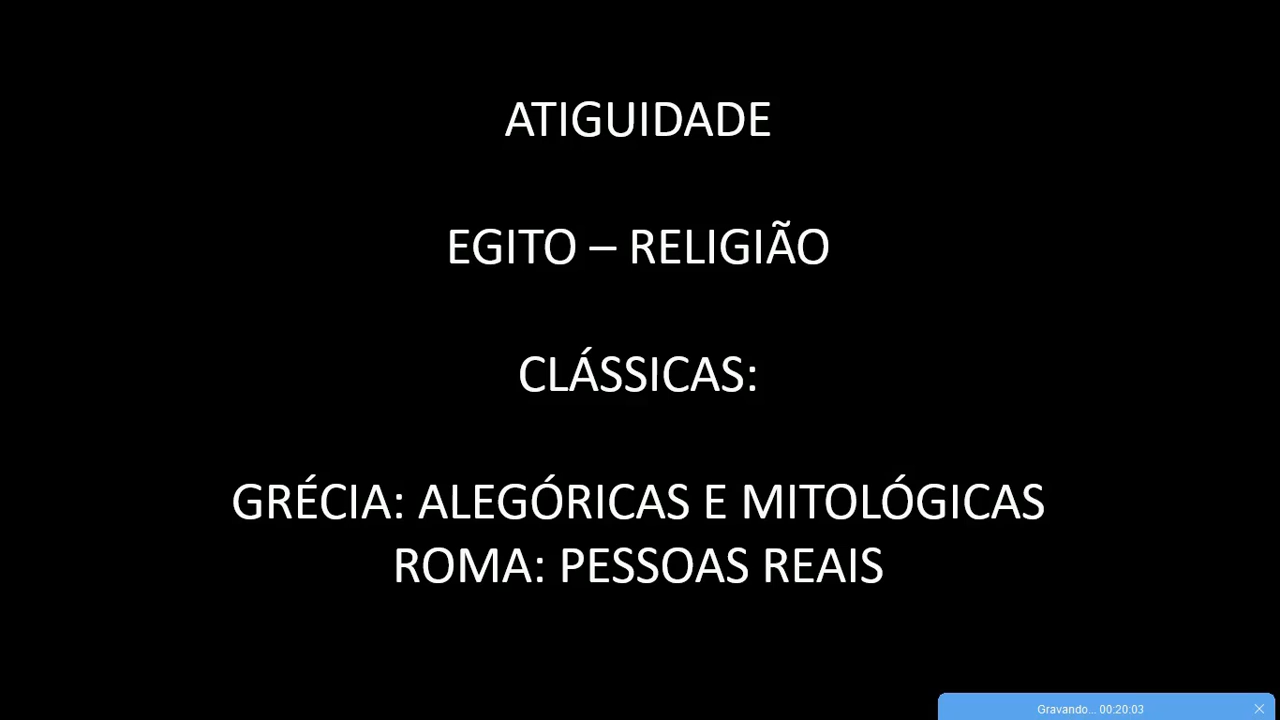 ATIGUIDADE
EGITO – RELIGIÃO
CLÁSSICAS:
GRÉCIA: ALEGÓRICAS E MITOLÓGICAS
ROMA: PESSOAS REAIS
Gravando... 00:20:03